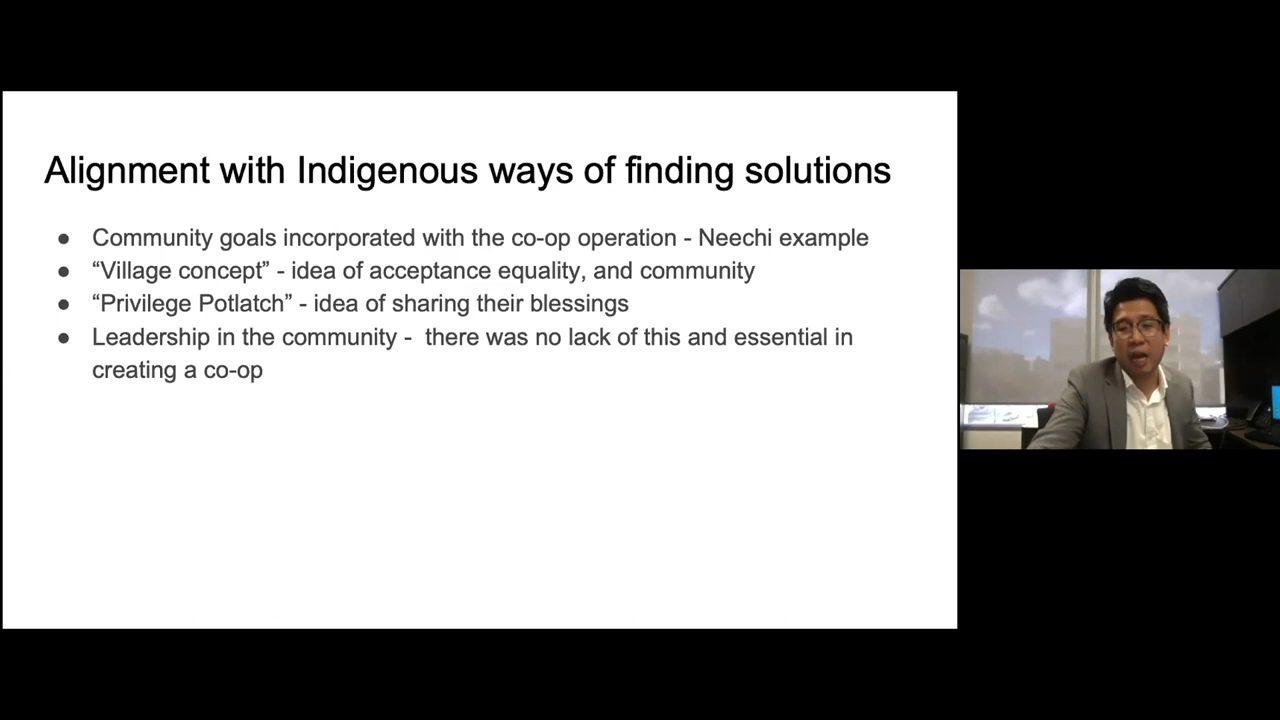 Alignment with Indigenous ways of finding solutions
● Community goals incorporated with the co-op operation - Neechi example
● “Village concept” - idea of acceptance equality, and community
● “Privilege Potlatch” - idea of sharing their blessings
● Leadership in the community -  there was no lack of this and essential in
creating a co-op